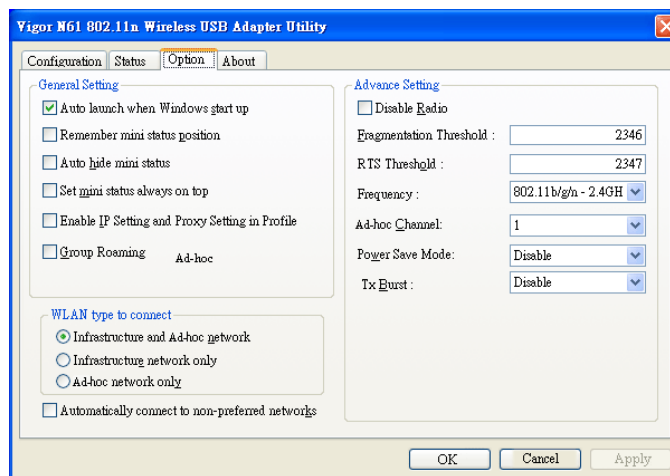 Vigor N61 802.11n Wireless USB Adapter Utility
Configuration Status Option About
General Setting
Auto launch when Windows start up
Remember mini status position
Auto hide mini status
Set mini status always on top
Enable IP Setting and Proxy Setting in Profile
Group Roaming Ad-hoc
WLAN type to connect
Infrastructure and Ad-hoc network
Infrastructure network only
Ad-hoc network only
Automatically connect to non-preferred networks
Advance Setting
Disable Radio
Fragmentation Threshold : 2346
RTS Threshold : 2347
Frequency : 802.11b/g/n - 2.4GH
Ad-hoc Channel: 1
Power Save Mode: Disable
Tx Burst : Disable
OK Cancel Apply